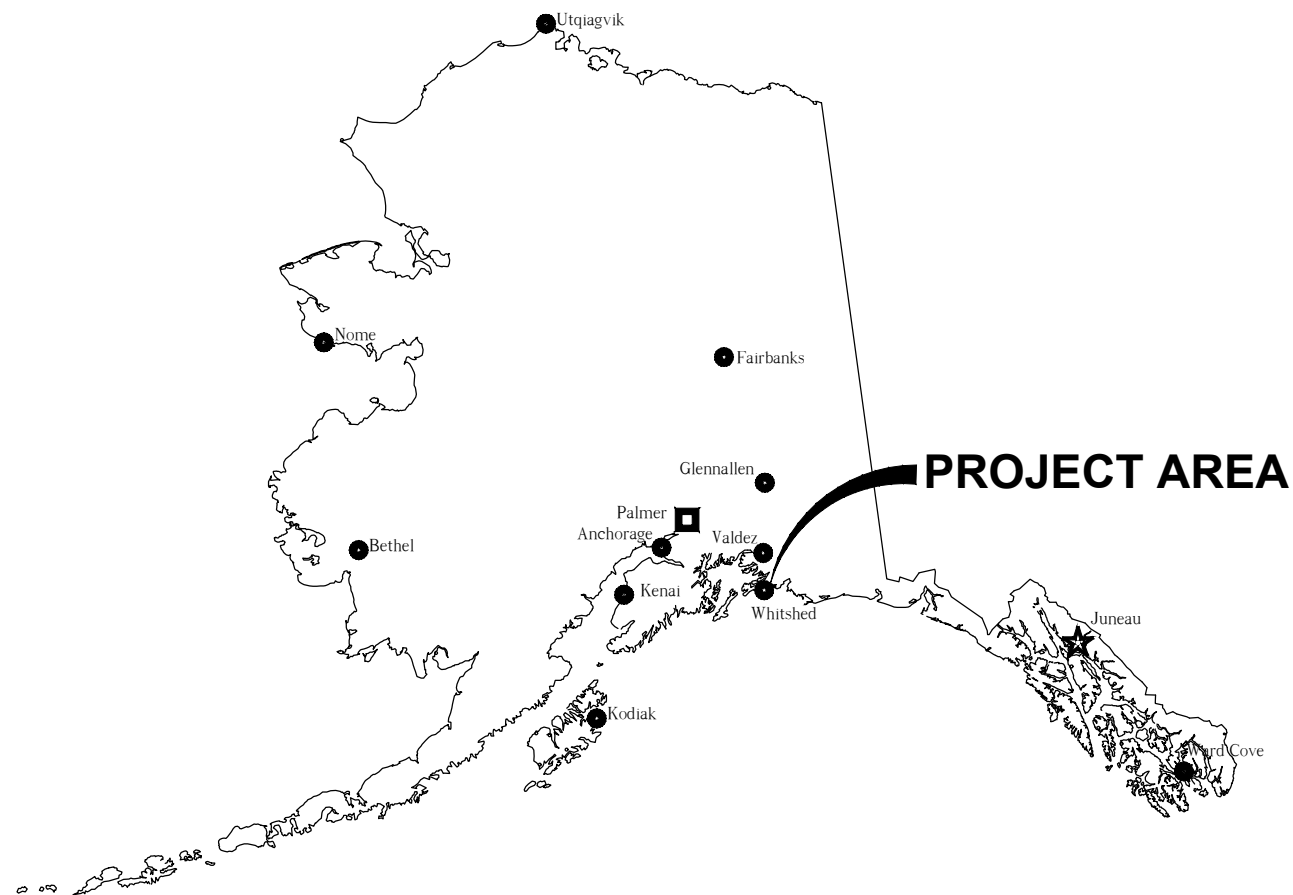 Utqiagvik
Nome
Fairbanks
Glennallen
PROJECT AREA
Palmer
Anchorage
Valdez
Bethel
Kenai
Whitshed
Juneau
Kodiak
Ward Cove